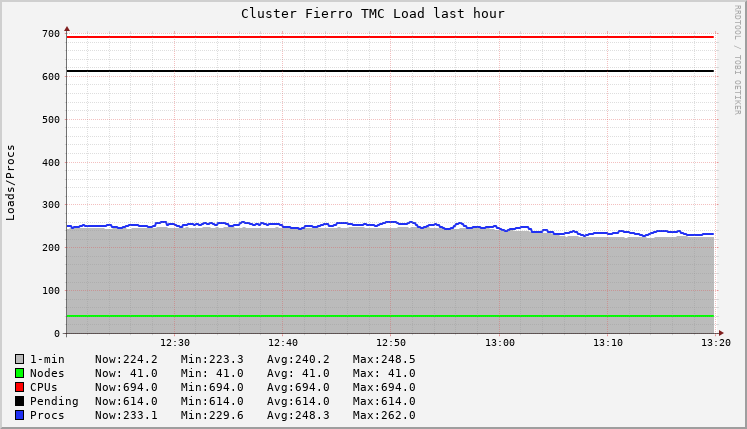 Cluster Fierro TMC Load last hour
RRDTOOL / TOBI OETIKER
Loads/Procs
700
600
500
400
300
200
100
0
12:30 12:40 12:50 13:00 13:10 13:20
1-min Now:224.2 Min:223.3 Avg:240.2 Max:248.5
Nodes Now: 41.0 Min: 41.0 Avg: 41.0 Max: 41.0
CPUs Now:694.0 Min:694.0 Avg:694.0 Max:694.0
Pending Now:614.0 Min:614.0 Avg:614.0 Max:614.0
Procs Now:233.1 Min:229.6 Avg:248.3 Max:262.0